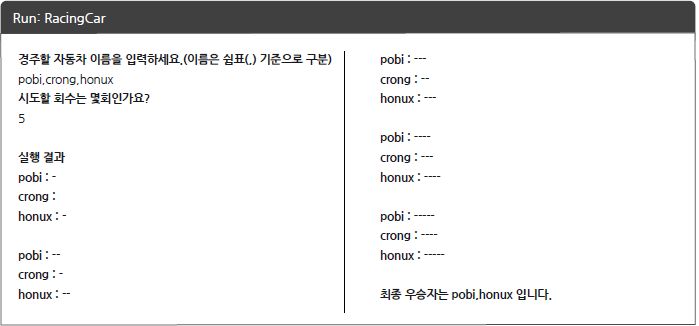 Run: RacingCar
경주할 자동차 이름을 입력하세요.(이름은 쉼표(,) 기준으로 구분)
pobi,crong,honux
시도할 회수는 몇회인가요?
5
실행 결과
pobi : -
crong :
honux : -
pobi : --
crong : -
honux : --
pobi : ---
crong : --
honux : ---
pobi : ----
crong : ---
honux : ----
pobi : -----
crong : ----
honux : -----
최종 우승자는 pobi,honux 입니다.